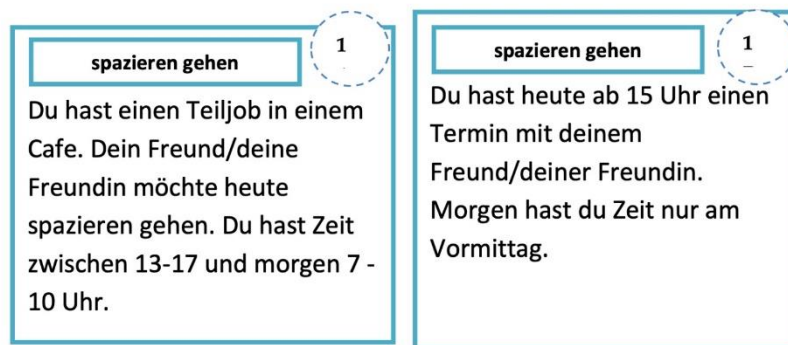 spazieren gehen
1
Du hast einen Teiljob in einem
Cafe. Dein Freund/deine
Freundin möchte heute
spazieren gehen. Du hast Zeit
zwischen 13-17 und morgen 7 -
10 Uhr.
spazieren gehen
1
Du hast heute ab 15 Uhr einen
Termin mit deinem
Freund/deiner Freundin.
Morgen hast du Zeit nur am
Vormittag.